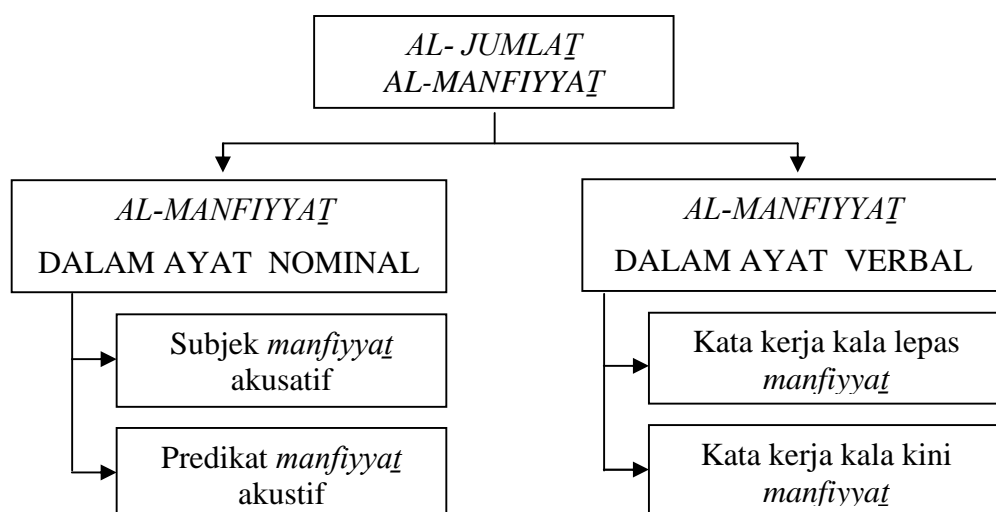 AL- JUMLAṮ
AL-MANFIYYAṮ
AL-MANFIYYAṮ
DALAM AYAT NOMINAL
Subjek manfiyyaṯ
akusatif
Predikat manfiyyaṯ
akustif
AL-MANFIYYAṮ
DALAM AYAT VERBAL
Kata kerja kala lepas
manfiyyaṯ
Kata kerja kala kini
manfiyyaṯ